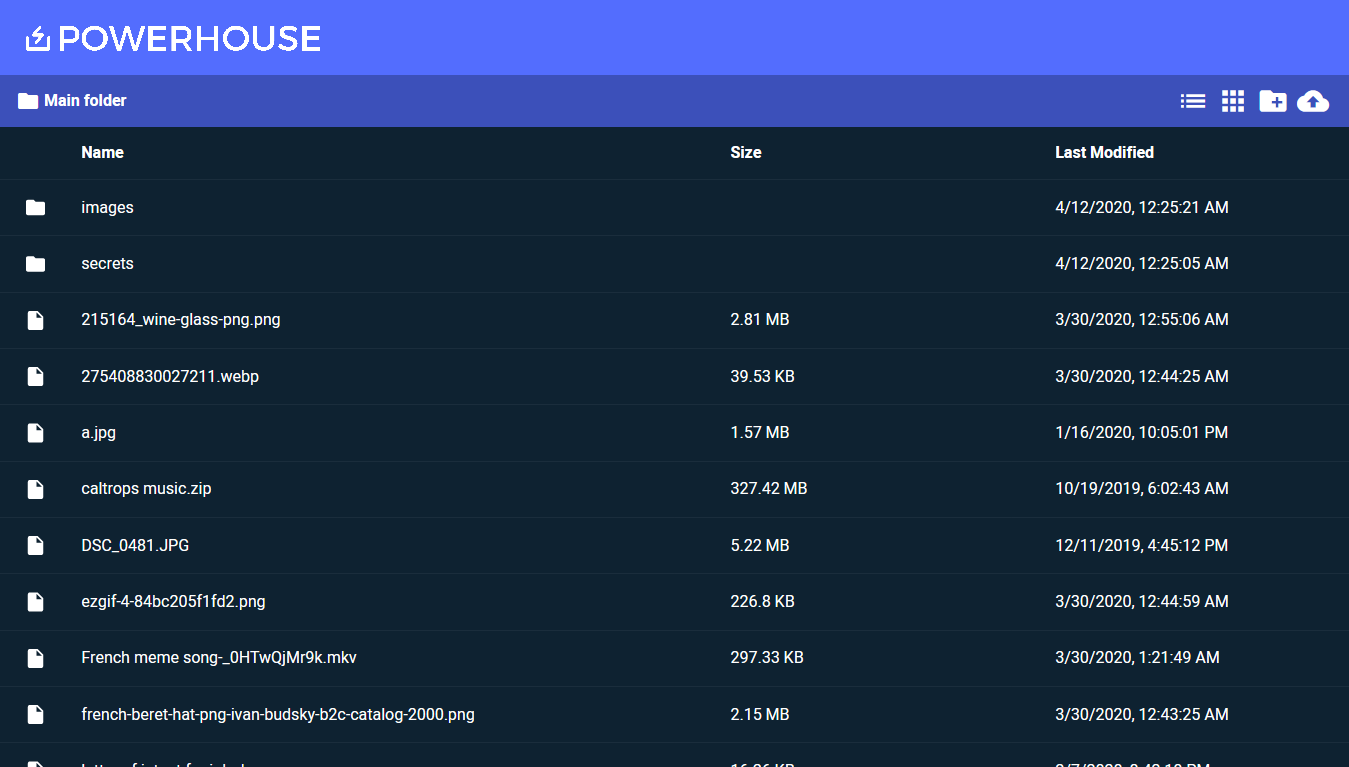 POWERHOUSE
Main folder
Name Size Last Modified
images 4/12/2020, 12:25:21 AM
secrets 4/12/2020, 12:25:05 AM
215164_wine-glass-png.png 2.81 MB 3/30/2020, 12:55:06 AM
275408830027211.webp 39.53 KB 3/30/2020, 12:44:25 AM
a.jpg 1.57 MB 1/16/2020, 10:05:01 PM
caltrops music.zip 327.42 MB 10/19/2019, 6:02:43 AM
DSC_0481.JPG 5.22 MB 12/11/2019, 4:45:12 PM
ezgif-4-84bc205f1fd2.png 226.8 KB 3/30/2020, 12:44:59 AM
French meme song-_0HTwQjMr9k.mkv 297.33 KB 3/30/2020, 1:21:49 AM
french-beret-hat-png-ivan-budsky-b2c-catalog-2000.png 2.15 MB 3/30/2020, 12:43:25 AM